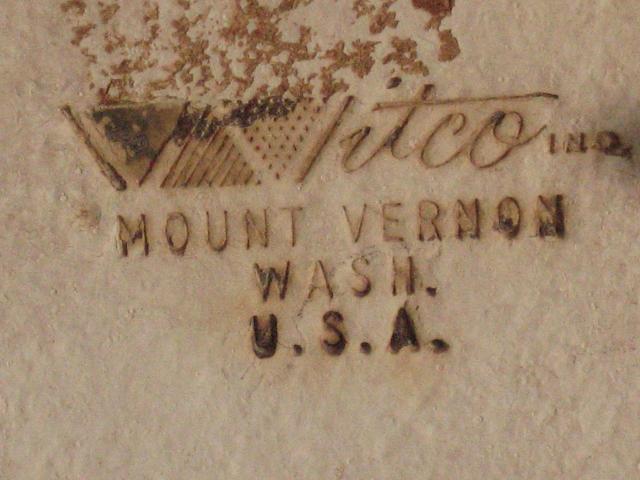 Witco INC.
MOUNT VERNON
WASH.
U.S.A.